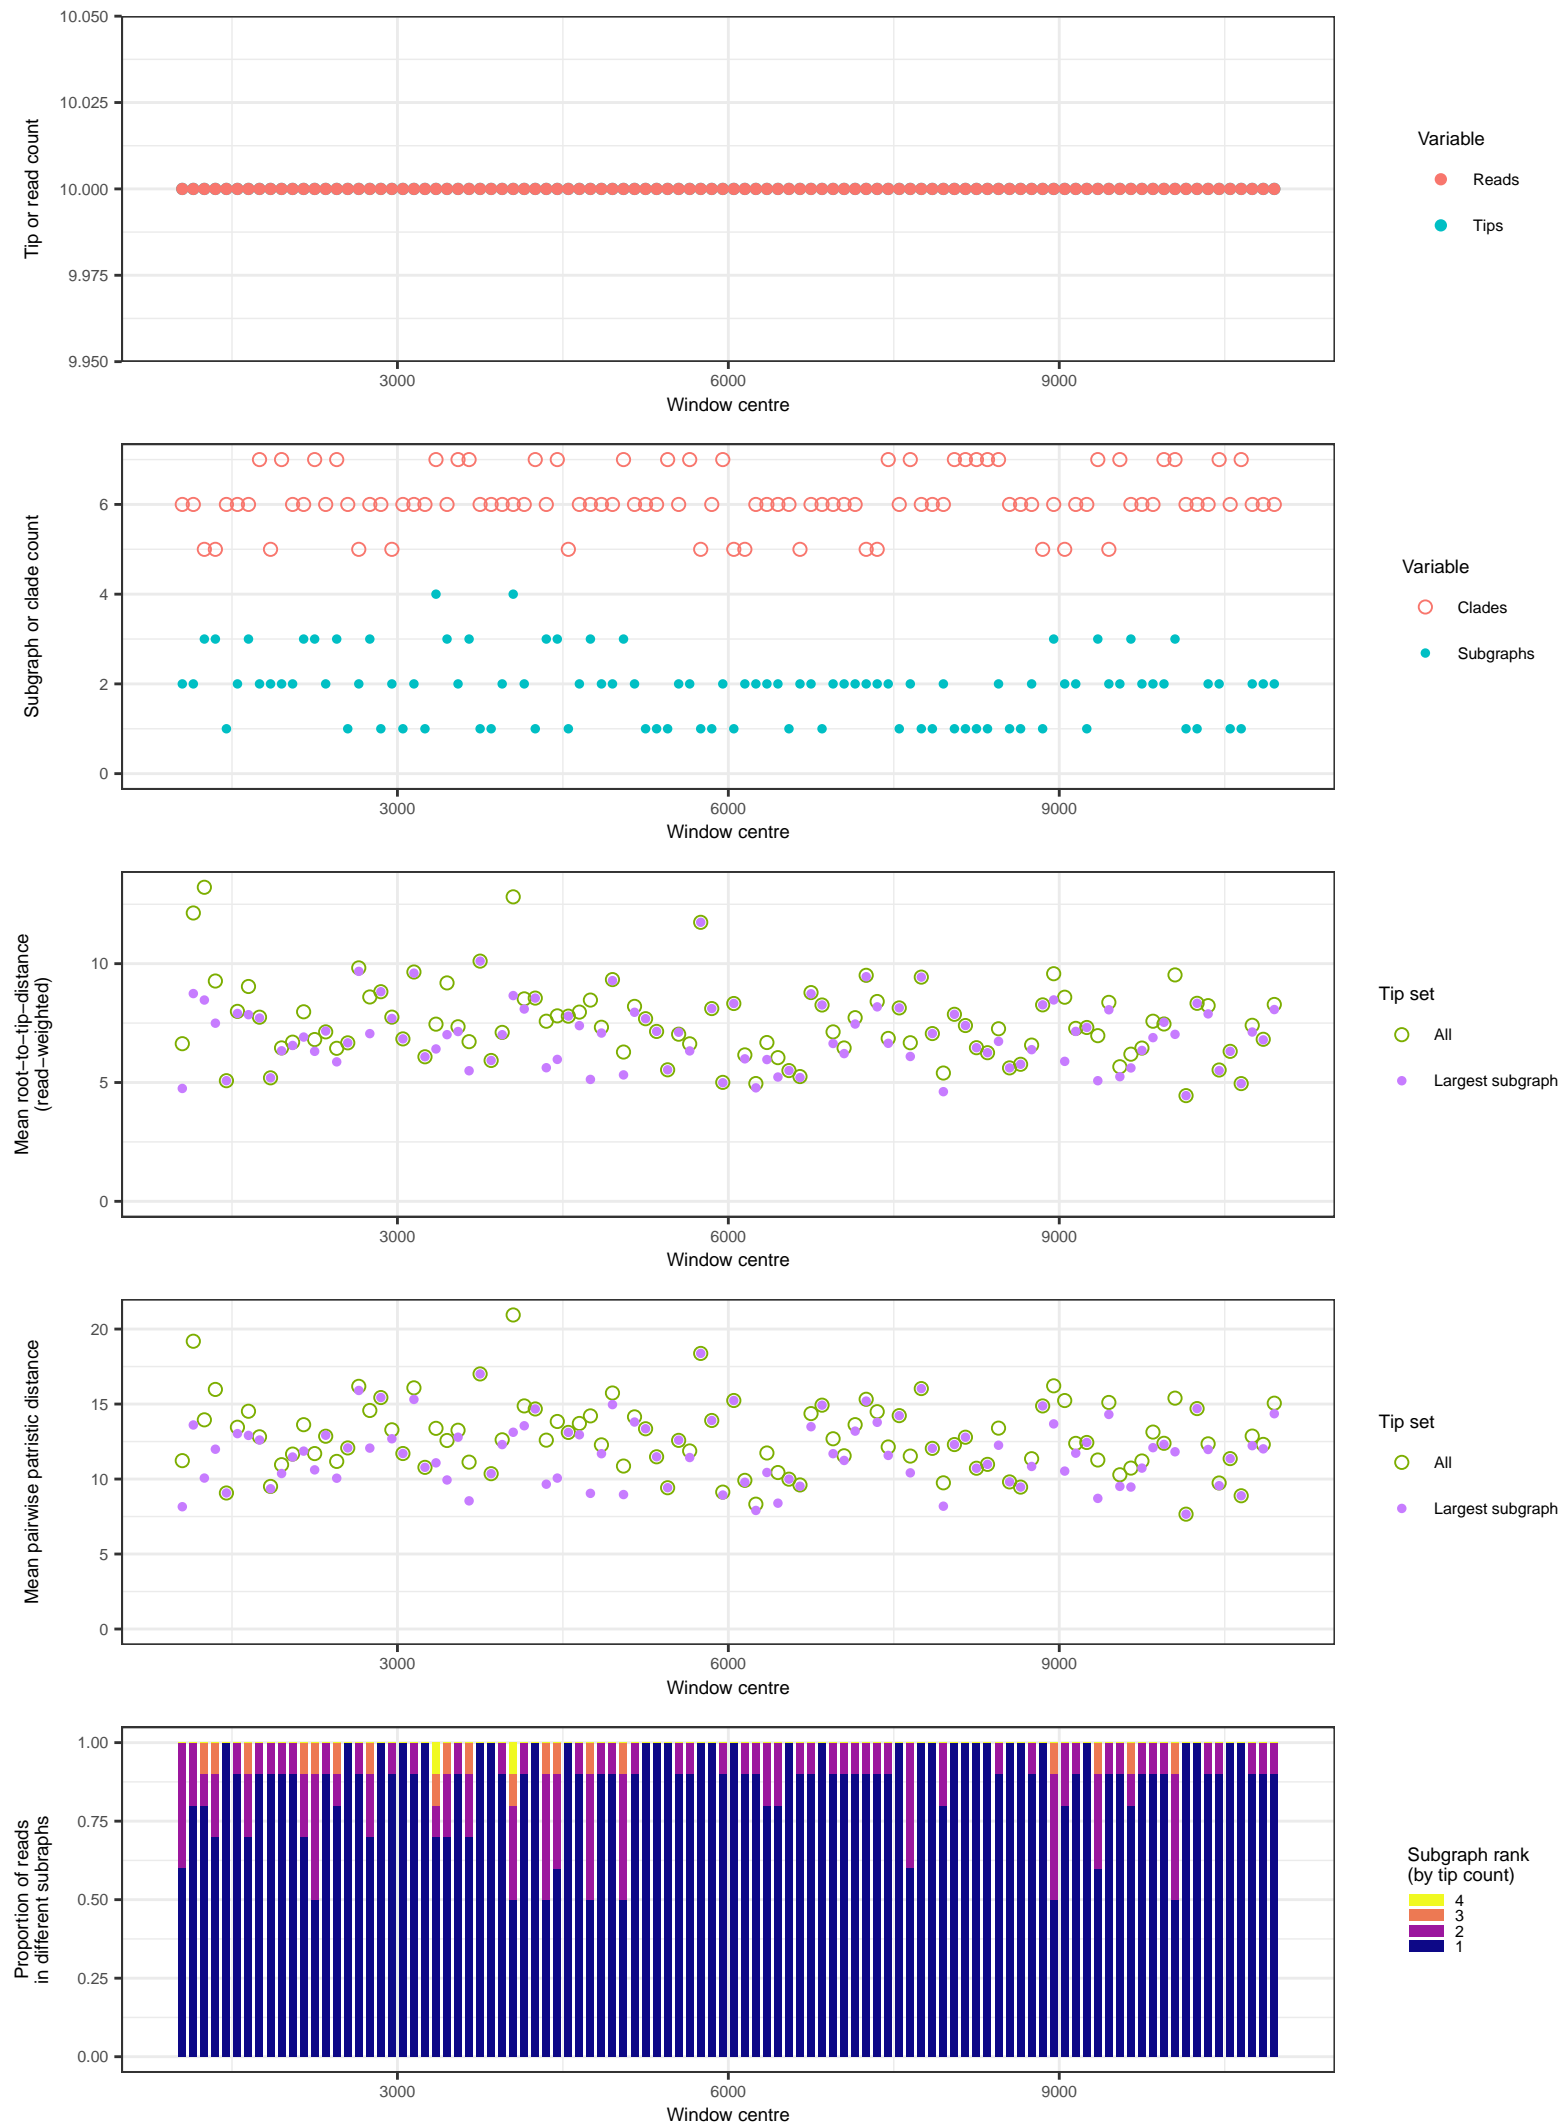 10.050
10.025
10.000
9.975
9.950
Tip or read count
3000 6000 9000
Window centre
Variable
Reads
Tips
6
4
2
0
Subgraph or clade count
3000 6000 9000
Window centre
Variable
Clades
Subgraphs
10
5
0
Mean root−to−tip−distance
(read−weighted)
3000 6000 9000
Window centre
Tip set
All
Largest subgraph
20
15
10
5
0
Mean pairwise patristic distance
3000 6000 9000
Window centre
Tip set
All
Largest subgraph
1.00
0.75
0.50
0.25
0.00
Proportion of reads
in different subraphs
3000 6000 9000
Window centre
Subgraph rank
(by tip count)
4
3
2
1